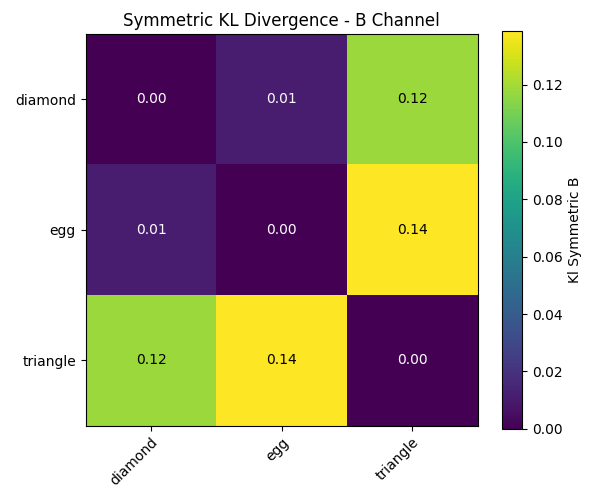 Symmetric KL Divergence - B Channel
diamond 0.00 0.01 0.12
egg 0.01 0.00 0.14
triangle 0.12 0.14 0.00
diamond egg triangle
0.12
0.10
0.08
0.06
0.04
0.02
0.00
Kl Symmetric B